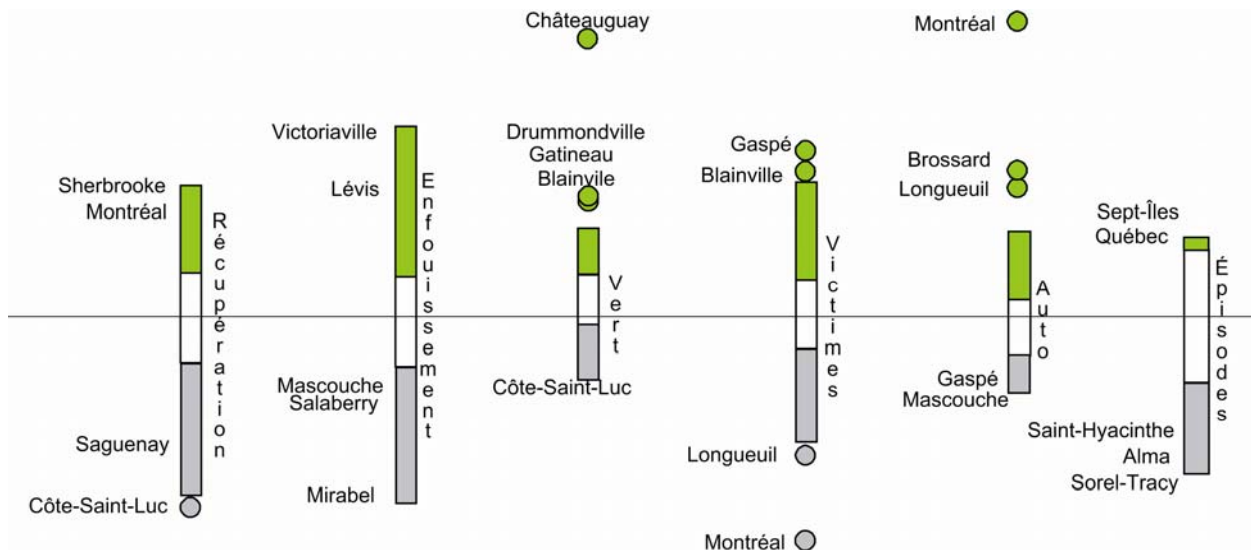 Châteauguay
Montréal
Victoriaville
Drummondville
Gatineau
Blainvile
Gaspé
Blainville
Brossard
Longueuil
Sherbrooke
Montréal
Lévis
Sept-Îles
Québec
Récupération
Enfouissement
Vert
Victimes
Auto
Épisodes
Mascouche
Salaberry
Côte-Saint-Luc
Gaspé
Mascouche
Saguenay
Longueuil
Saint-Hyacinthe
Alma
Sorel-Tracy
Côte-Saint-Luc
Mirabel
Montréal